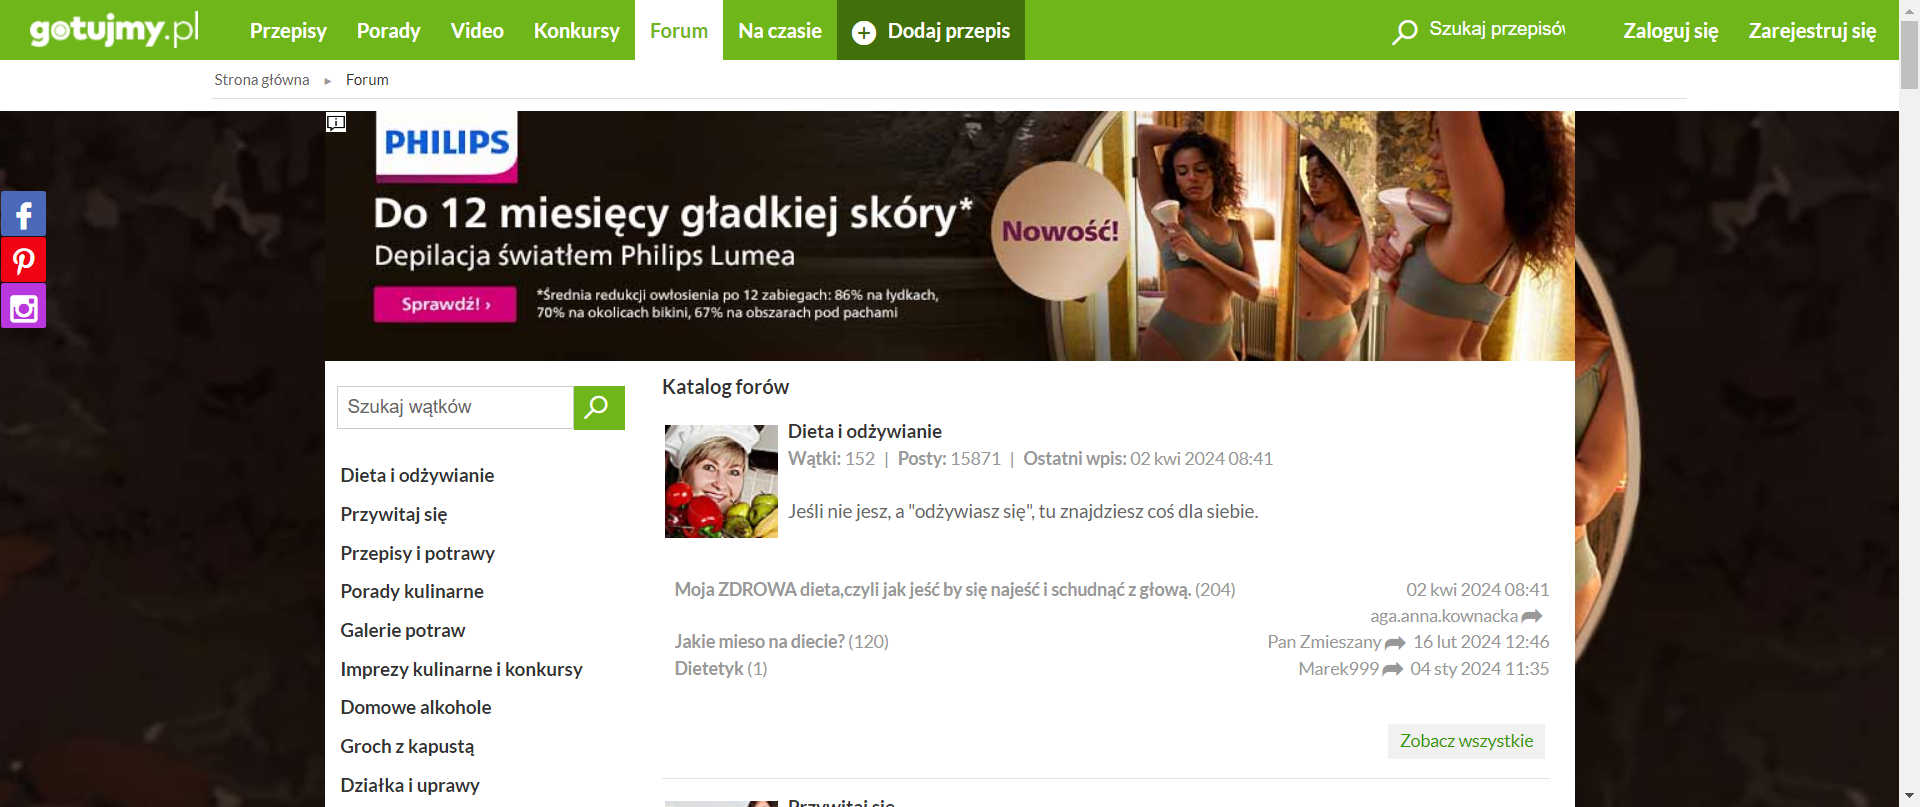 gotujmy.pl
Przepisy Porady Video Konkursy Forum Na czasie Dodaj przepis Szukaj przepisów Zaloguj się Zarejestruj się
Strona główna Forum
PHILIPS
Do 12 miesięcy gładkiej skóry*
Depilacja światłem Philips Lumea
Sprawdź! ›
*Średnia redukcji owłosienia po 12 zabiegach: 86% na łydkach,
70% na okolicach bikini, 67% na obszarach pod pachami
Nowość!
Szukaj wątków
Dieta i odżywianie
Przywitaj się
Przepisy i potrawy
Porady kulinarne
Galerie potraw
Imprezy kulinarne i konkursy
Domowe alkohole
Groch z kapustą
Działka i uprawy
Katalog forów
Dieta i odżywianie
Wątki: 152 | Posty: 15871 | Ostatni wpis: 02 kwi 2024 08:41
Jeśli nie jesz, a "odżywiasz się", tu znajdziesz coś dla siebie.
Moja ZDROWA dieta,czyli jak jeść by się najeść i schudnąć z głową. (204) 02 kwi 2024 08:41
aga.anna.kownacka
Jakie mieso na diecie? (120) Pan Zmieszany 16 lut 2024 12:46
Dietetyk (1) Marek999 04 sty 2024 11:35
Zobacz wszystkie
Przywitaj się